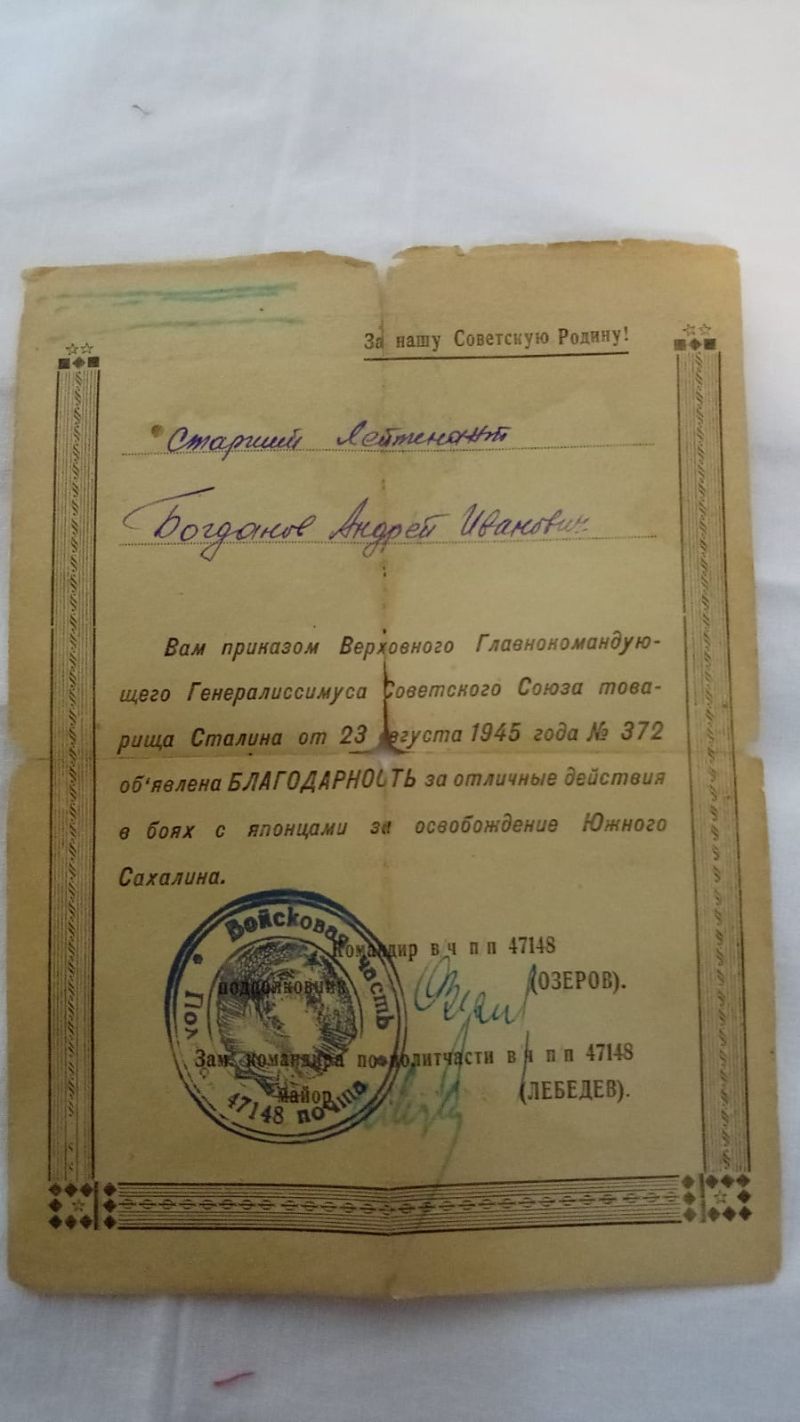 За нашу Советскую Родину!
Старший Лейтенант
Богданов Андрей Иванович
Вам приказом Верховного Главнокомандую-
щего Генералиссимуса Советского Союза това-
рища Сталина от 23 августа 1945 года № 372
об‘явлена БЛАГОДАРНОСТЬ за отличные действия
в боях с японцами за освобождение Южного
Сахалина.
Командир в ч п п 47148
подполковник (ОЗЕРОВ).
Зам. командира по политчасти в ч п п 47148
майор (ЛЕБЕДЕВ).
Войсковая часть
47148 почта